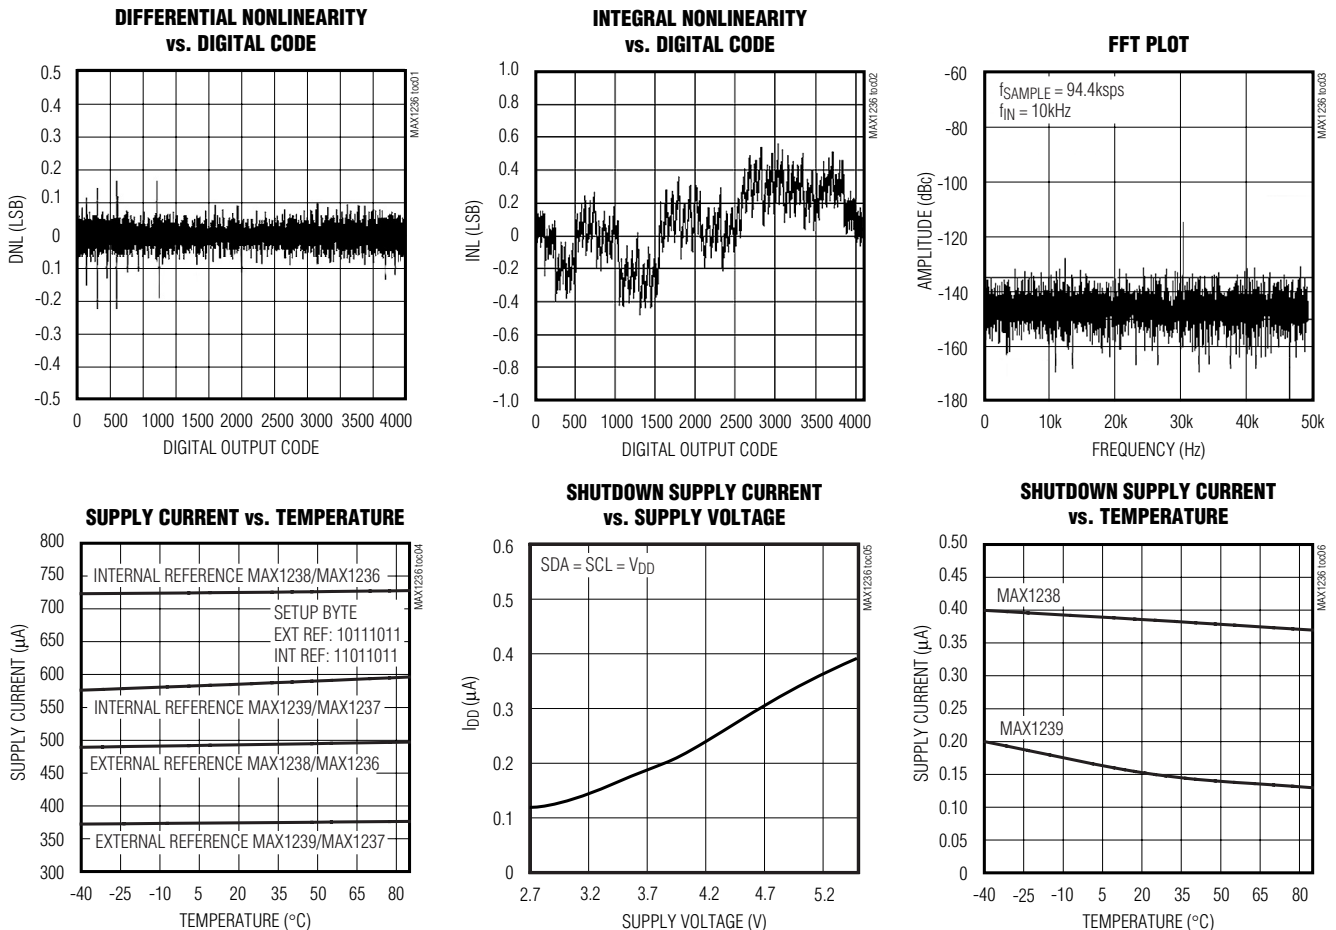 DIFFERENTIAL NONLINEARITY
vs. DIGITAL CODE
MAX1236 toc01
0.5
0.4
0.3
0.2
0.1
0
0.1
-0.2
-0.3
-0.4
-0.5
DNL (LSB)
0 500 1000 1500 2000 2500 3000 3500 4000
DIGITAL OUTPUT CODE
INTEGRAL NONLINEARITY
vs. DIGITAL CODE
MAX1236 toc02
1.0
0.8
0.6
0.4
0.2
0
-0.2
-0.4
-0.6
-0.8
-1.0
INL (LSB)
0 500 1000 1500 2000 2500 3000 3500 4000
DIGITAL OUTPUT CODE
FFT PLOT
MAX1236 toc03
fSAMPLE = 94.4ksps
fIN = 10kHz
-60
-80
-100
-120
-140
-160
-180
AMPLITUDE (dBc)
0 10k 20k 30k 40k 50k
FREQUENCY (Hz)
SUPPLY CURRENT vs. TEMPERATURE
MAX1236 toc04
800
750
700
650
600
550
500
450
400
350
300
SUPPLY CURRENT (µA)
INTERNAL REFERENCE MAX1238/MAX1236
SETUP BYTE
EXT REF: 10111011
INT REF: 11011011
INTERNAL REFERENCE MAX1239/MAX1237
EXTERNAL REFERENCE MAX1238/MAX1236
EXTERNAL REFERENCE MAX1239/MAX1237
-40 -25 -10 5 20 35 50 65 80
TEMPERATURE (°C)
SHUTDOWN SUPPLY CURRENT
vs. SUPPLY VOLTAGE
MAX1236 toc05
SDA = SCL = VDD
0.6
0.5
0.4
0.3
0.2
0.1
0
IDD (µA)
2.7 3.2 3.7 4.2 4.7 5.2
SUPPLY VOLTAGE (V)
SHUTDOWN SUPPLY CURRENT
vs. TEMPERATURE
MAX1236 toc06
0.50
0.45
0.40
0.35
0.30
0.25
0.20
0.15
0.10
0.05
0
SUPPLY CURRENT (µA)
MAX1238
MAX1239
-40 -25 -10 5 20 35 50 65 80
TEMPERATURE (°C)